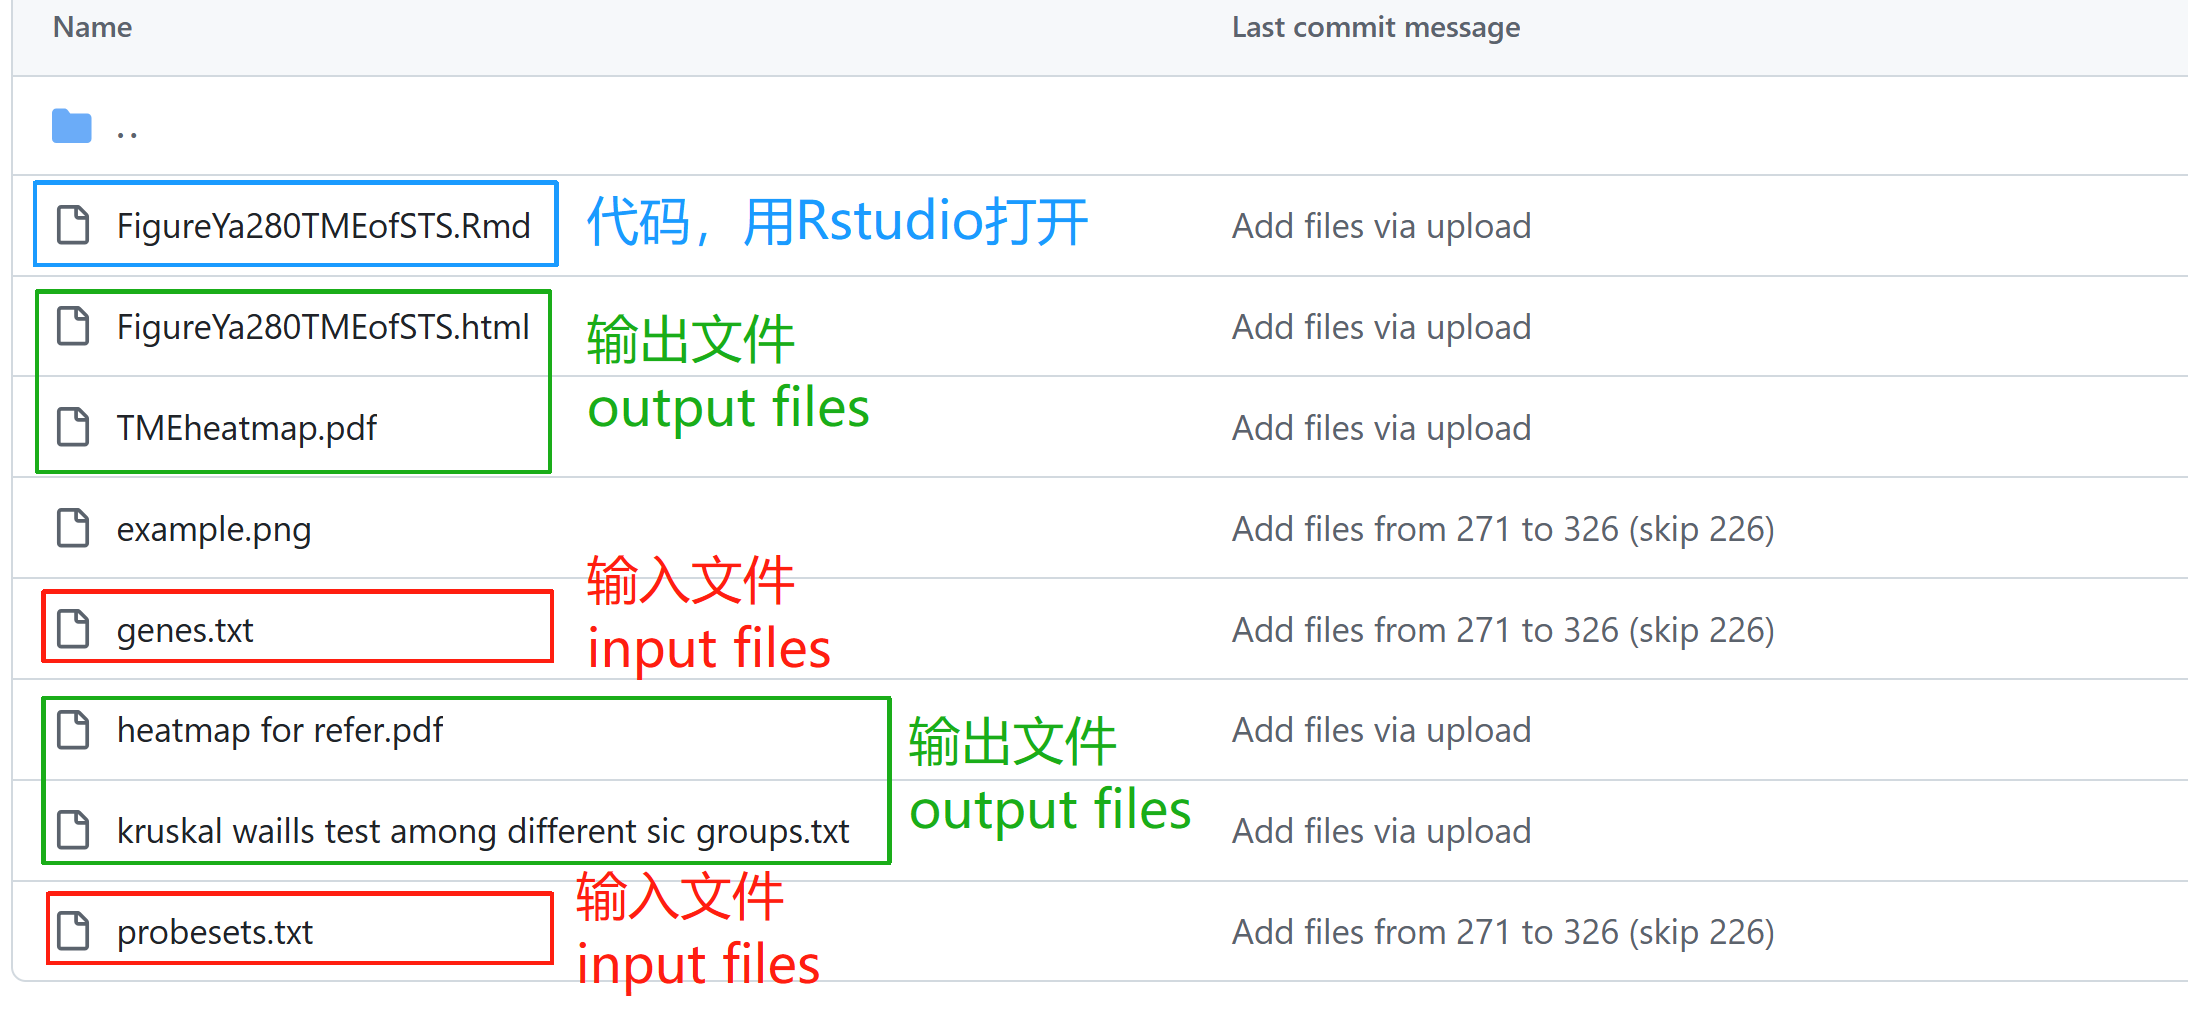 Name Last commit message
..
FigureYa280TMEofSTS.Rmd 代码，用Rstudio打开 Add files via upload
FigureYa280TMEofSTS.html 输出文件 Add files via upload
output files
TMEheatmap.pdf Add files via upload
example.png Add files from 271 to 326 (skip 226)
输入文件
genes.txt input files Add files from 271 to 326 (skip 226)
heatmap for refer.pdf 输出文件 Add files via upload
output files
kruskal waills test among different sic groups.txt Add files via upload
输入文件
probesets.txt Add files from 271 to 326 (skip 226)
input files